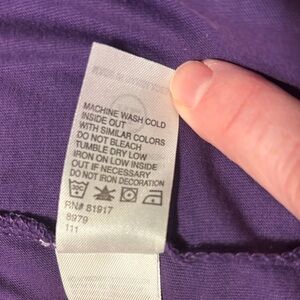 MACHINE WASH COLD
INSIDE OUT
WITH SIMILAR COLORS
DO NOT BLEACH
TUMBLE DRY LOW
IRON ON LOW INSIDE
OUT IF NECESSARY
DO NOT IRON DECORATION
30C
RN# 81917
8979
111